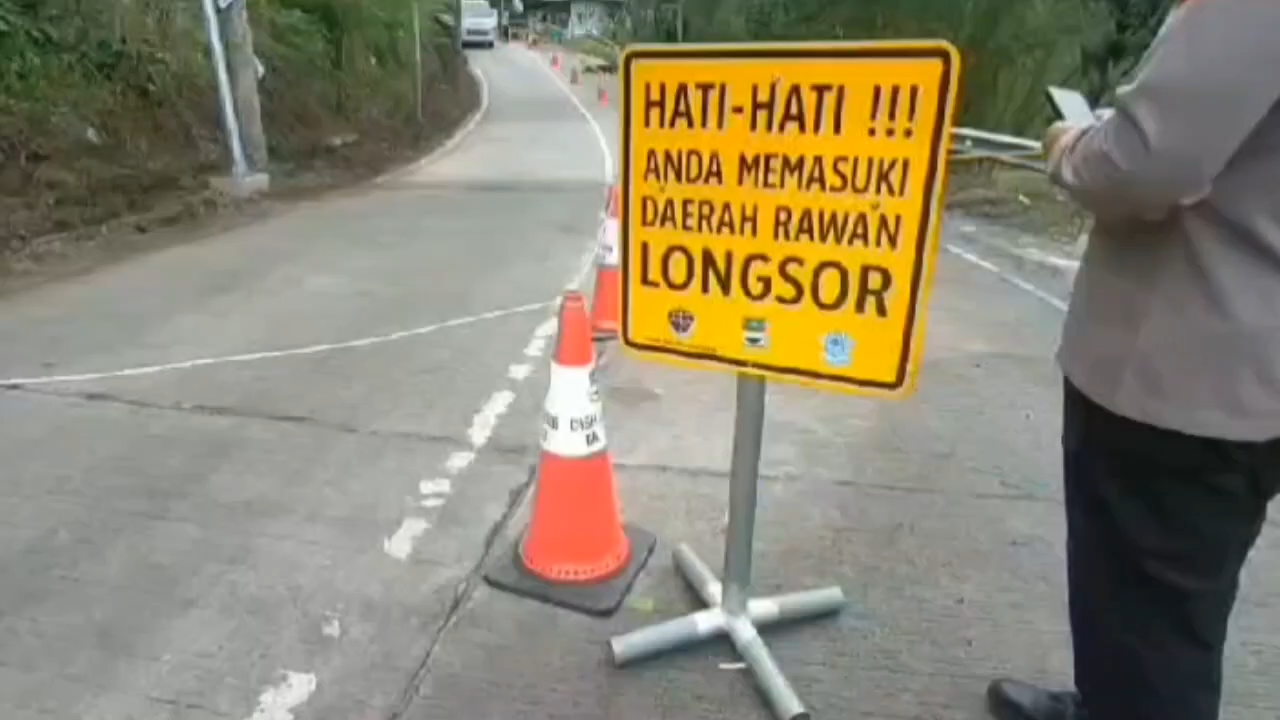 HATI-HATI !!!
ANDA MEMASUKI
DAERAH RAWAN
LONGSOR